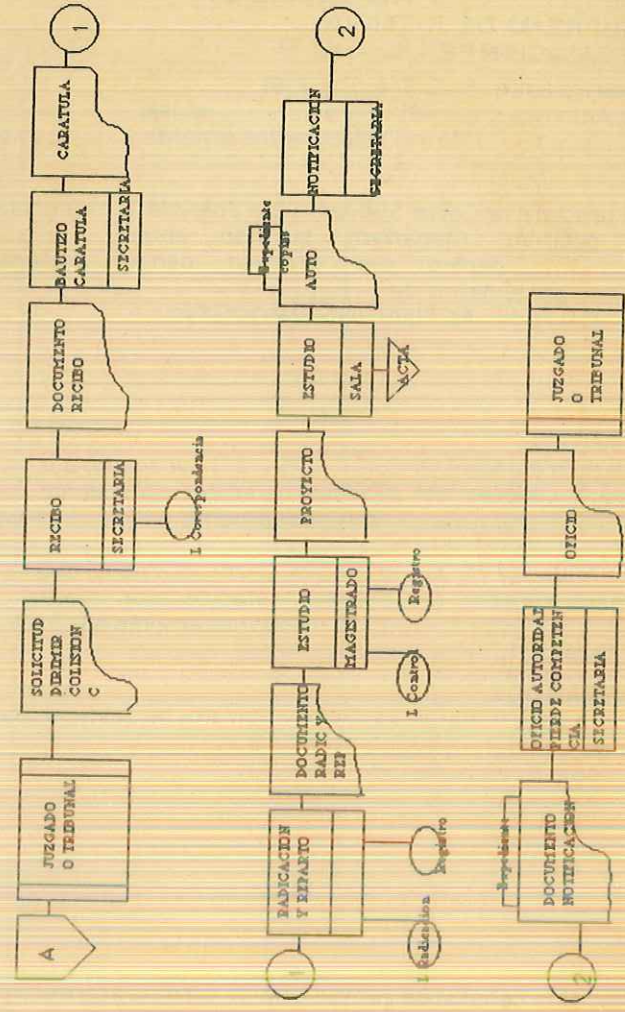 A
JUZGADO
O TRIBUNAL
SOLICITUD
DIRIMIR
COLISION
C
RECIBO
SECRETARIA
L Correspondencia
DOCUMENTO
RECIBO
BAUTIZO
CARATULA
SECRETARIA
CARATULA
1
1
RADICACION
Y REPARTO
L Radicacion
Registro
DOCUMENTO
RADIC Y
REP
ESTUDIO
MAGISTRADO
L Control
Registro
PROYECTO
ESTUDIO
SALA
ACTA
Expediente
copias
AUTO
NOTIFICACION
SECRETARIA
2
2
Expediente
DOCUMENTO
NOTIFICACION
OFICIO AUTORIDAD
PIERDE COMPETEN
CIA
SECRETARIA
OFICIO
JUZGADO
O
TRIBUNAL